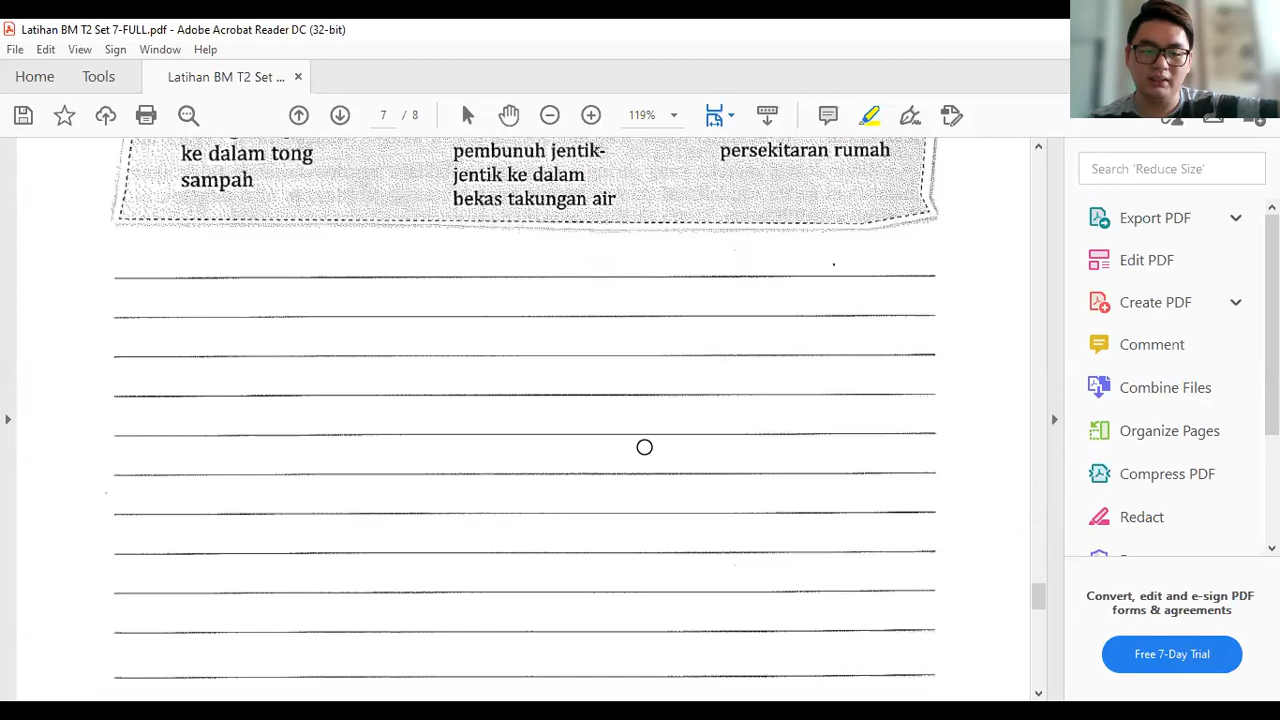 Latihan BM T2 Set 7-FULL.pdf - Adobe Acrobat Reader DC (32-bit)
File Edit View Sign Window Help
Home Tools Latihan BM T2 Set ... ×
7 / 8 119%
ke dalam tong
sampah
pembunuh jentik-
jentik ke dalam
bekas takungan air
persekitaran rumah
Search 'Reduce Size'
Export PDF
Edit PDF
Create PDF
Comment
Combine Files
Organize Pages
Compress PDF
Redact
Convert, edit and e-sign PDF
forms & agreements
Free 7-Day Trial